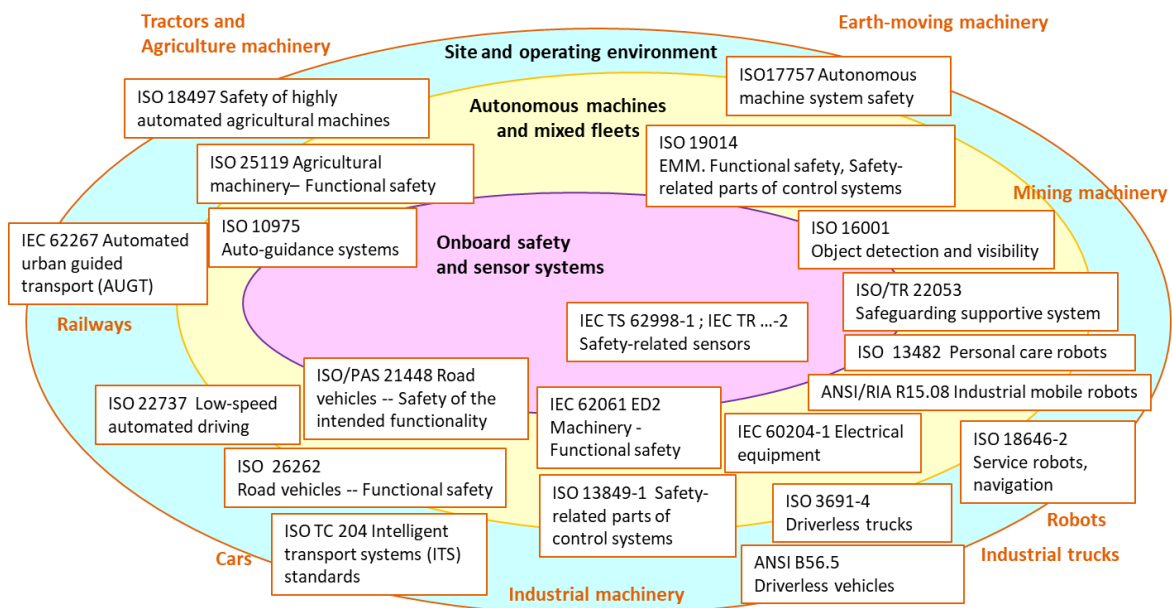 Tractors and
Agriculture machinery
Earth-moving machinery
Site and operating environment
ISO17757 Autonomous
machine system safety
ISO 18497 Safety of highly
automated agricultural machines
Autonomous machines
and mixed fleets
ISO 19014
EMM. Functional safety, Safety-
related parts of control systems
ISO 25119 Agricultural
machinery– Functional safety
Mining machinery
ISO 10975
Auto-guidance systems
ISO 16001
Object detection and visibility
IEC 62267 Automated
urban guided
transport (AUGT)
Onboard safety
and sensor systems
ISO/TR 22053
Safeguarding supportive system
Railways
IEC TS 62998-1 ; IEC TR ...-2
Safety-related sensors
ISO  13482  Personal care robots
ISO/PAS 21448 Road
vehicles -- Safety of the
intended functionality
ANSI/RIA R15.08 Industrial mobile robots
ISO 22737  Low-speed
automated driving
IEC 62061 ED2
Machinery -
Functional safety
IEC 60204-1 Electrical
equipment
ISO 18646-2
Service robots,
navigation
ISO  26262
Road vehicles -- Functional safety
ISO 13849-1  Safety-
related parts of
control systems
ISO 3691-4
Driverless trucks
Robots
ISO TC 204 Intelligent
transport systems (ITS)
standards
Cars
Industrial trucks
ANSI B56.5
Driverless vehicles
Industrial machinery